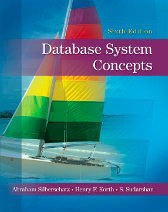 Sixth Edition
Database System
Concepts
Abraham Silberschatz • Henry F. Korth • S. Sudarshan